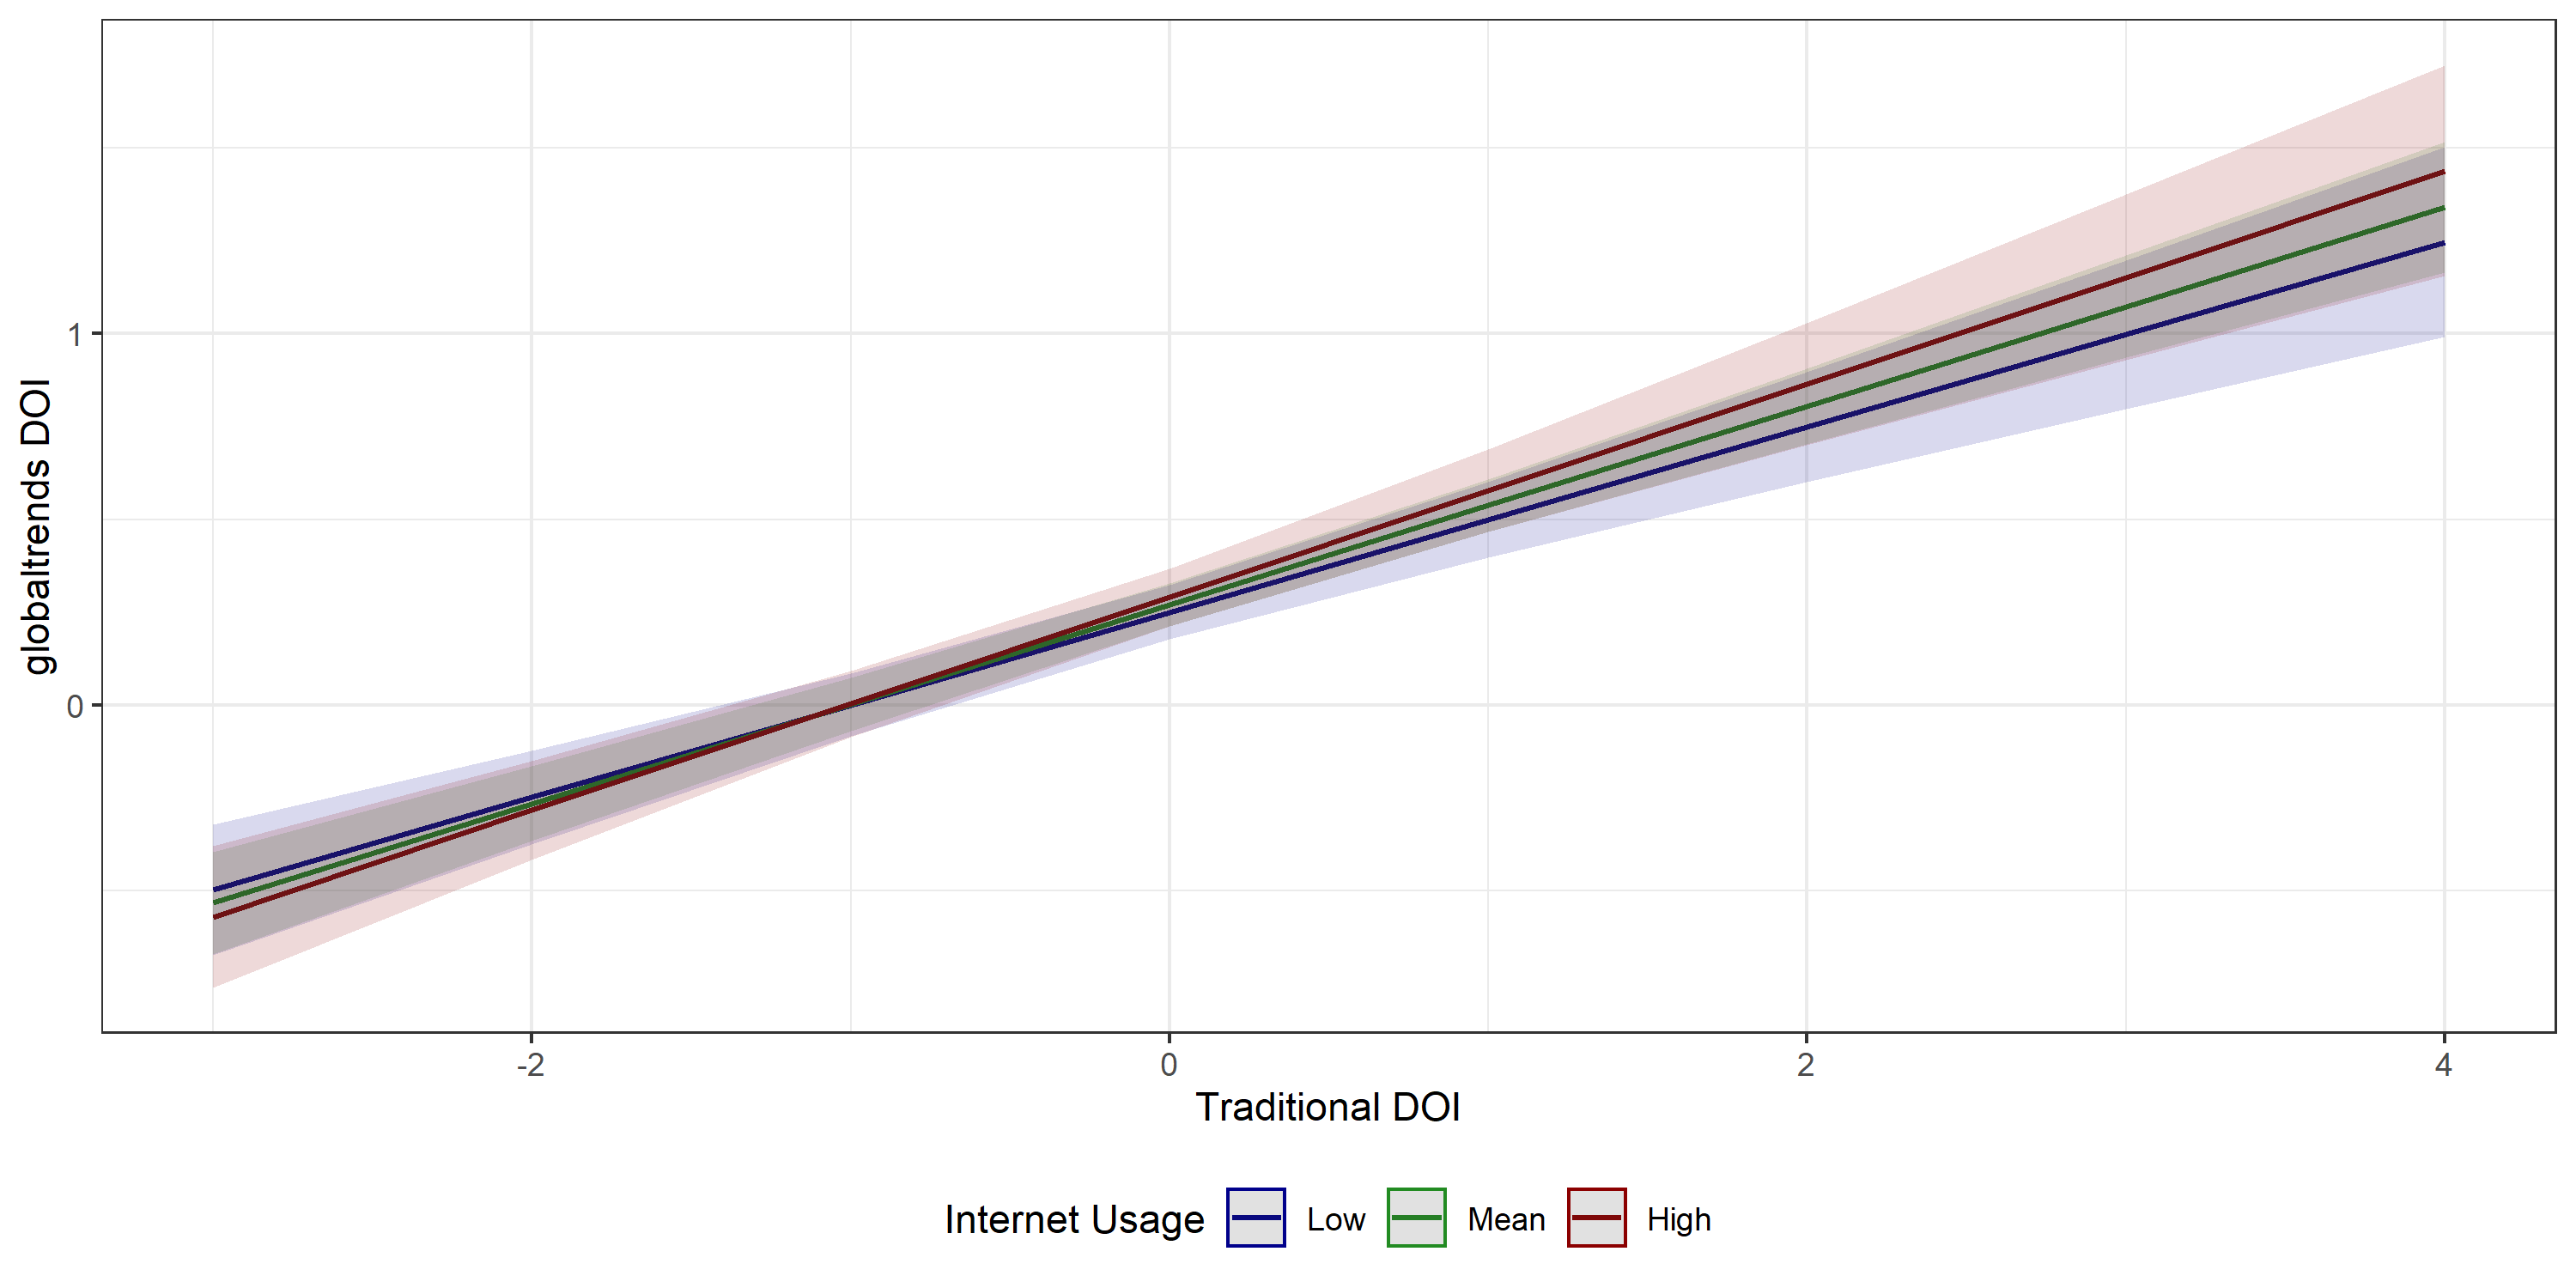 globaltrends DOI
1
0
-2 0 2 4
Traditional DOI
Internet Usage Low Mean High